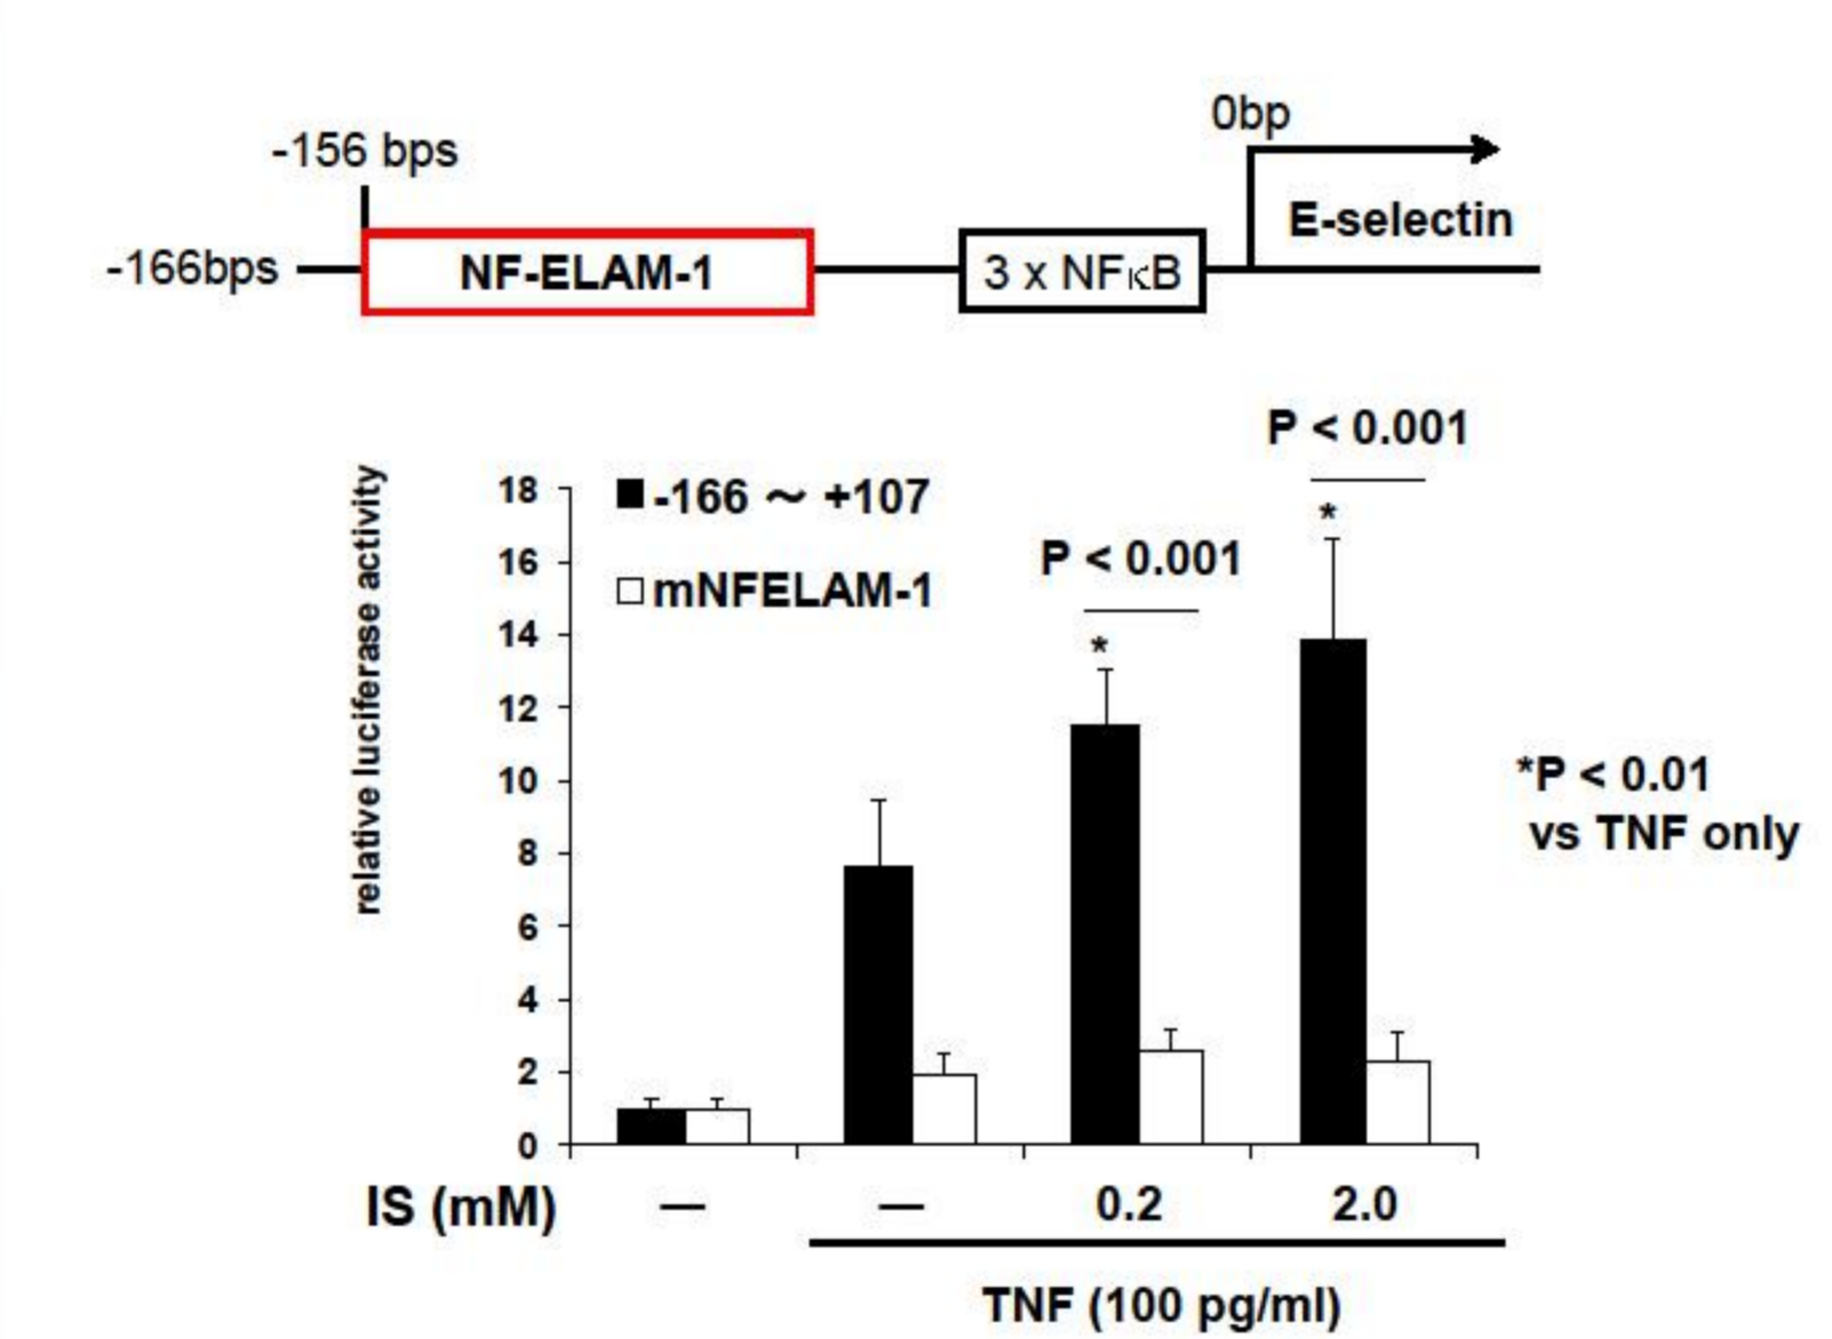 0bp
-156 bps
E-selectin
-166bps
NF-ELAM-1
3 x NFκB
P < 0.001
P < 0.001
relative luciferase activity
18
16
14
12
10
8
6
4
2
0
-166 ~ +107
mNFELAM-1
*
*
*P < 0.01
vs TNF only
IS (mM) — — 0.2 2.0
TNF (100 pg/ml)